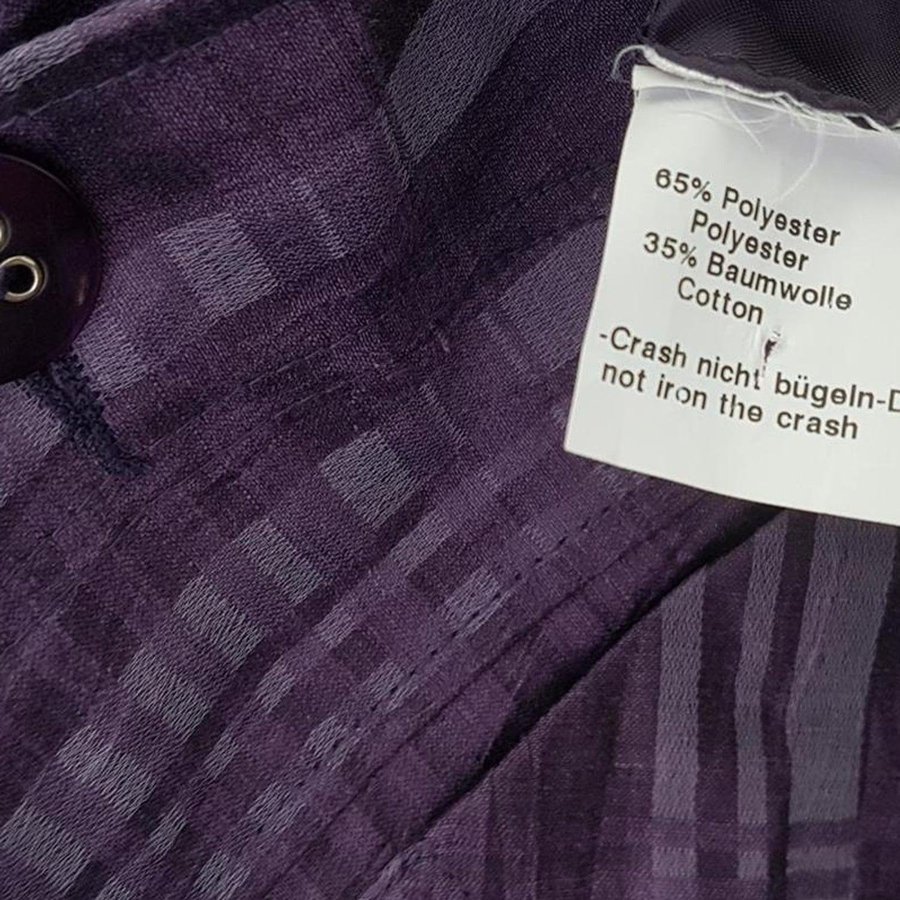 65% Polyester
Polyester
35% Baumwolle
Cotton
-Crash nicht bügeln-D
not iron the crash